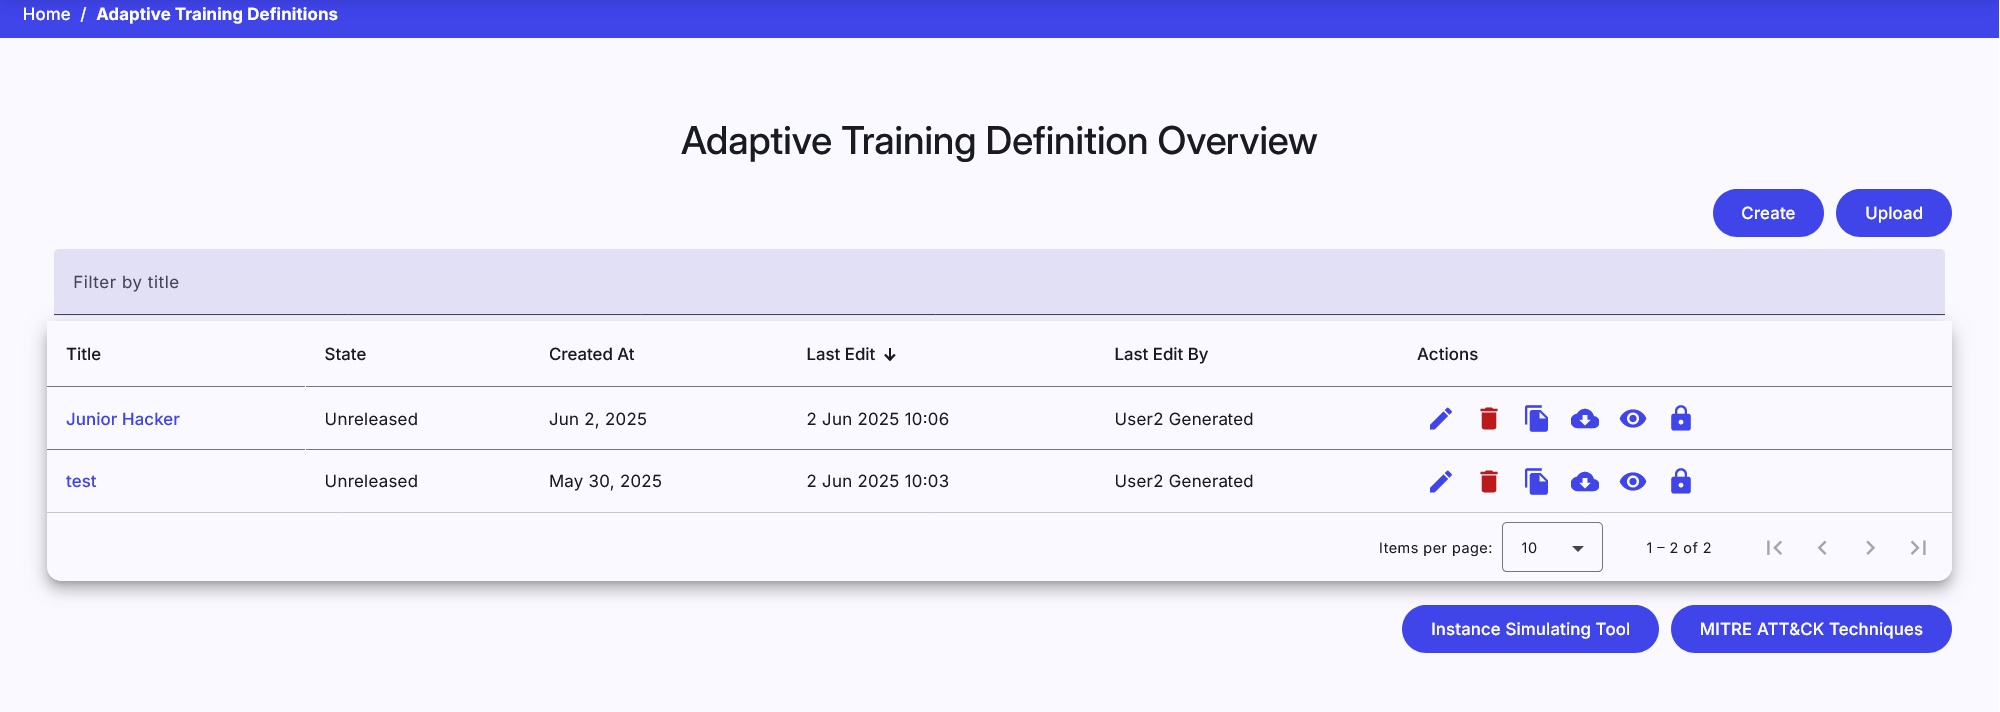 Home / Adaptive Training Definitions
Adaptive Training Definition Overview
Create Upload
Filter by title
Title State Created At Last Edit Last Edit By Actions
Junior Hacker Unreleased Jun 2, 2025 2 Jun 2025 10:06 User2 Generated
test Unreleased May 30, 2025 2 Jun 2025 10:03 User2 Generated
Items per page: 10 1 – 2 of 2
Instance Simulating Tool MITRE ATT&CK Techniques